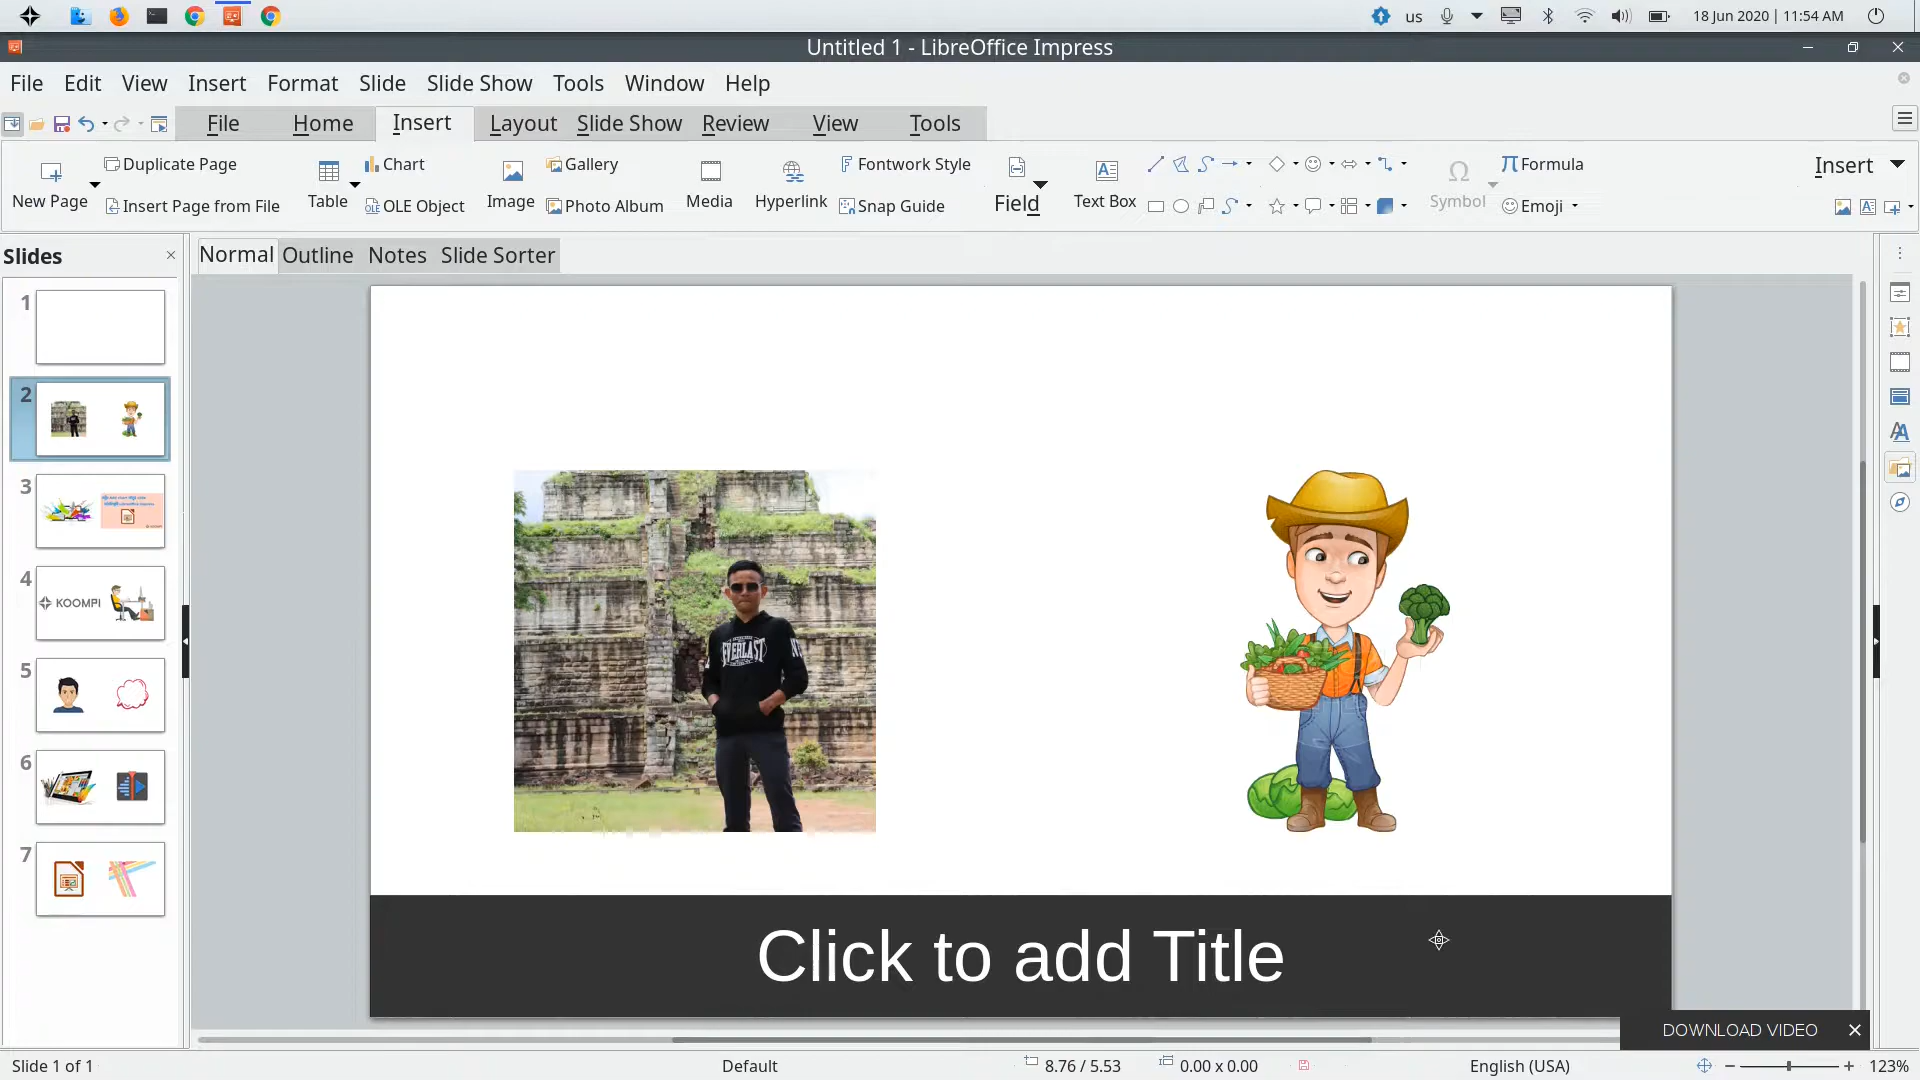 us
18 Jun 2020 | 11:54 AM
Untitled 1 - LibreOffice Impress
File Edit View Insert Format Slide Slide Show Tools Window Help
File Home Insert Layout Slide Show Review View Tools
New Page
Duplicate Page
Insert Page from File
Table
Chart
OLE Object
Image
Gallery
Photo Album
Media
Hyperlink
Fontwork Style
Snap Guide
Field
Text Box
Symbol
Formula
Emoji
Insert
Slides
Normal Outline Notes Slide Sorter
1
2
3
4
KOOMPI
5
6
7
EVERLAST
Click to add Title
DOWNLOAD VIDEO
Slide 1 of 1
Default
8.76 / 5.53
0.00 x 0.00
English (USA)
123%